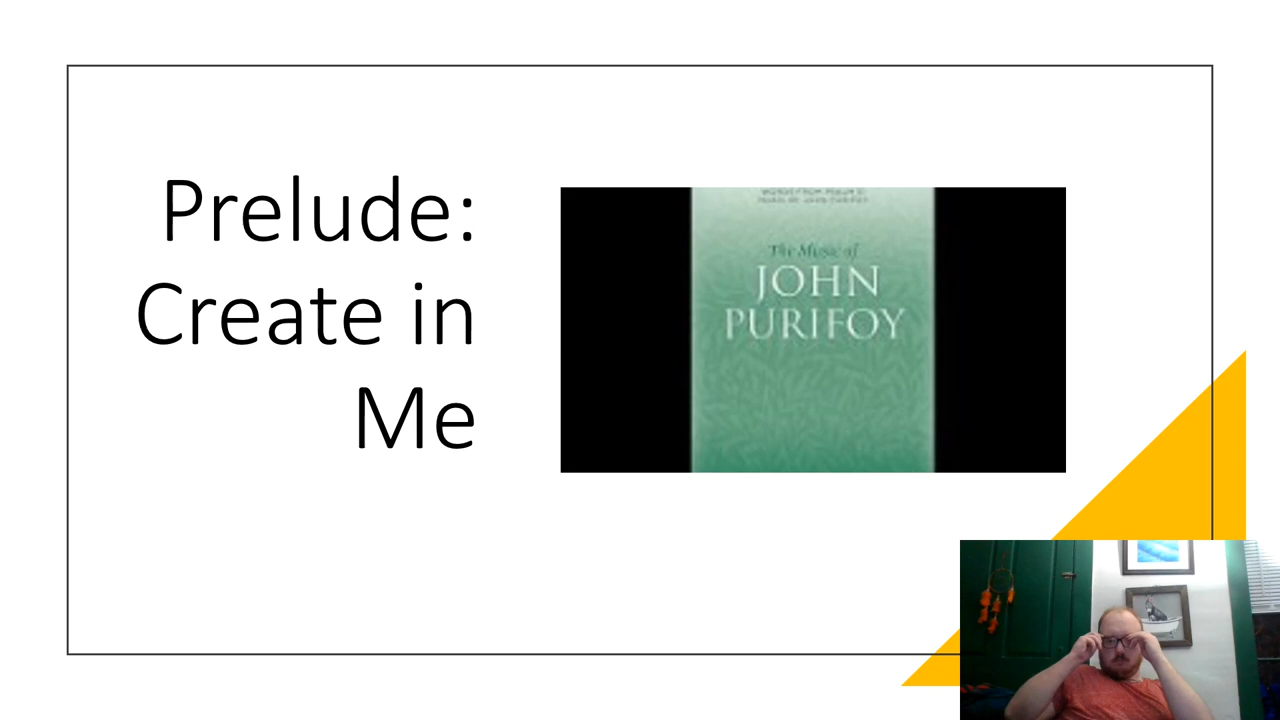 Prelude:
Create in
Me
The Music of
JOHN
PURIFOY